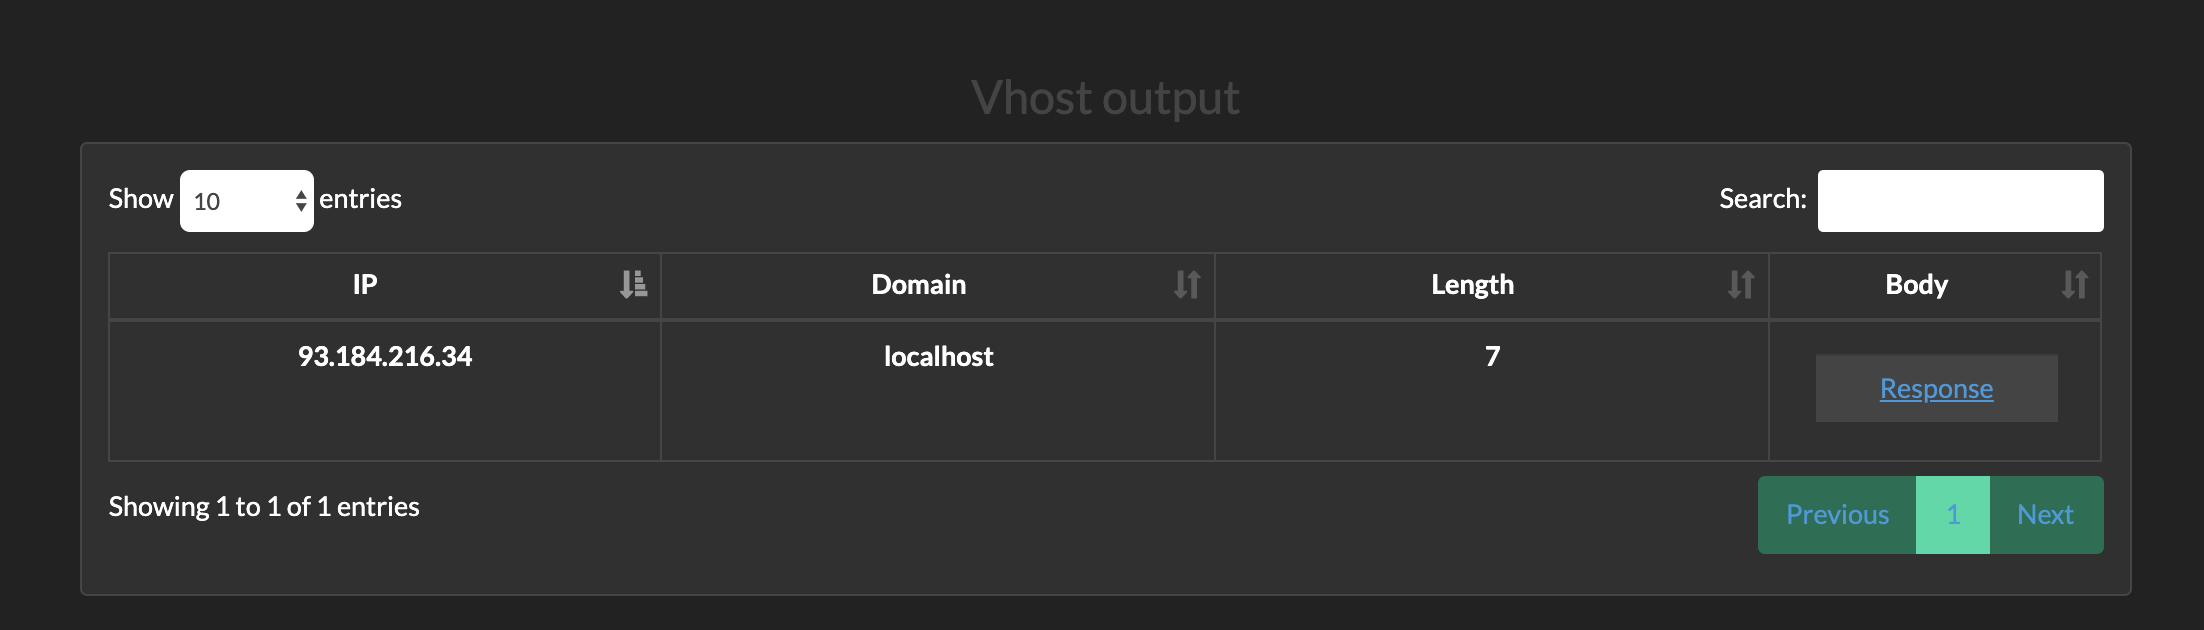 Vhost output
Show 10 entries Search:
IP Domain Length Body
93.184.216.34 localhost 7 Response
Showing 1 to 1 of 1 entries Previous 1 Next